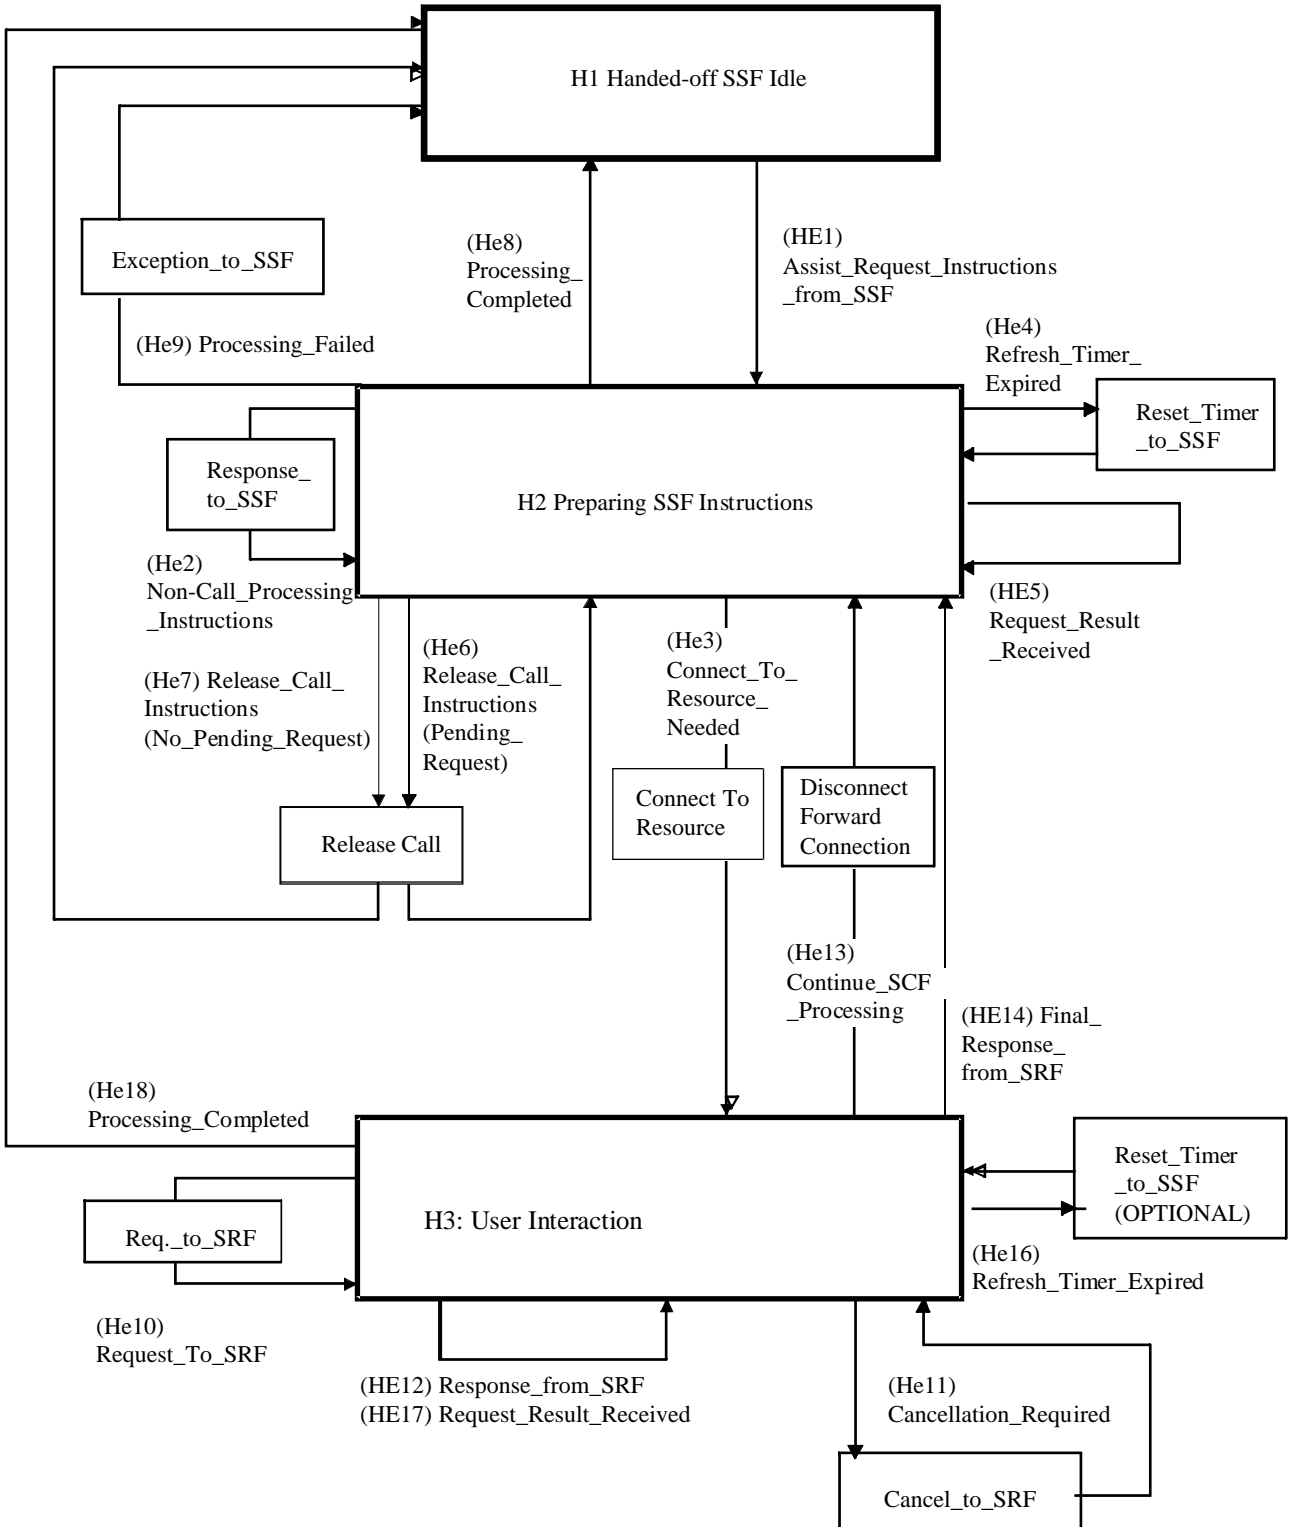 H1 Handed-off SSF Idle
(He8)
Processing_
Completed
(HE1)
Assist_Request_Instructions
_from_SSF
Exception_to_SSF
(He9) Processing_Failed
(He4)
Refresh_Timer_
Expired
Reset_Timer
_to_SSF
Response_
to_SSF
H2 Preparing SSF Instructions
(He2)
Non-Call_Processing
_Instructions
(HE5)
Request_Result
_Received
(He7) Release_Call_
Instructions
(No_Pending_Request)
(He6)
Release_Call_
Instructions
(Pending_
Request)
(He3)
Connect_To_
Resource_
Needed
Release Call
Connect To
Resource
Disconnect
Forward
Connection
(He13)
Continue_SCF
_Processing
(HE14) Final_
Response_
from_SRF
(He18)
Processing_Completed
Reset_Timer
_to_SSF
(OPTIONAL)
H3: User Interaction
Req._to_SRF
(He16)
Refresh_Timer_Expired
(He10)
Request_To_SRF
(HE12) Response_from_SRF
(HE17) Request_Result_Received
(He11)
Cancellation_Required
Cancel_to_SRF